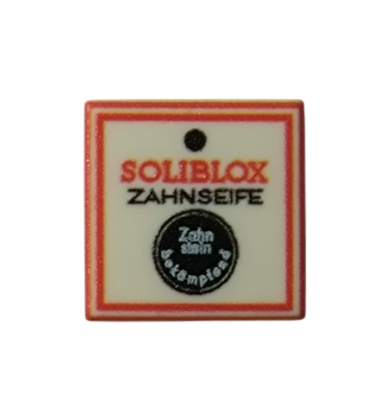 SOLIBLOX
ZAHNSEIFE
Zahn
stein
bekämpfend